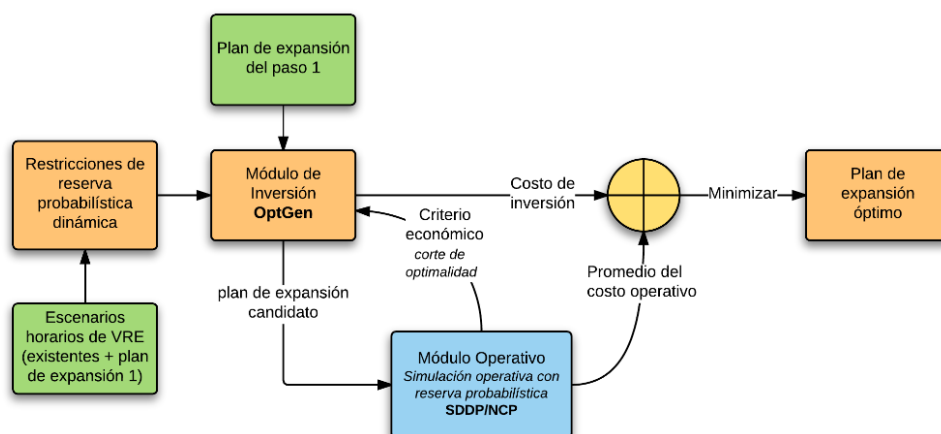 Plan de expansión
del paso 1
Restricciones de
reserva
probabilística
dinámica
Módulo de
Inversión
OptGen
Costo de
inversión
Minimizar
Plan de
expansión
óptimo
Criterio
económico
corte de
optimalidad
Promedio del
costo operativo
plan de expansión
candidato
Escenarios
horarios de VRE
(existentes + plan
de expansión 1)
Módulo Operativo
Simulación operativa con
reserva probabilística
SDDP/NCP